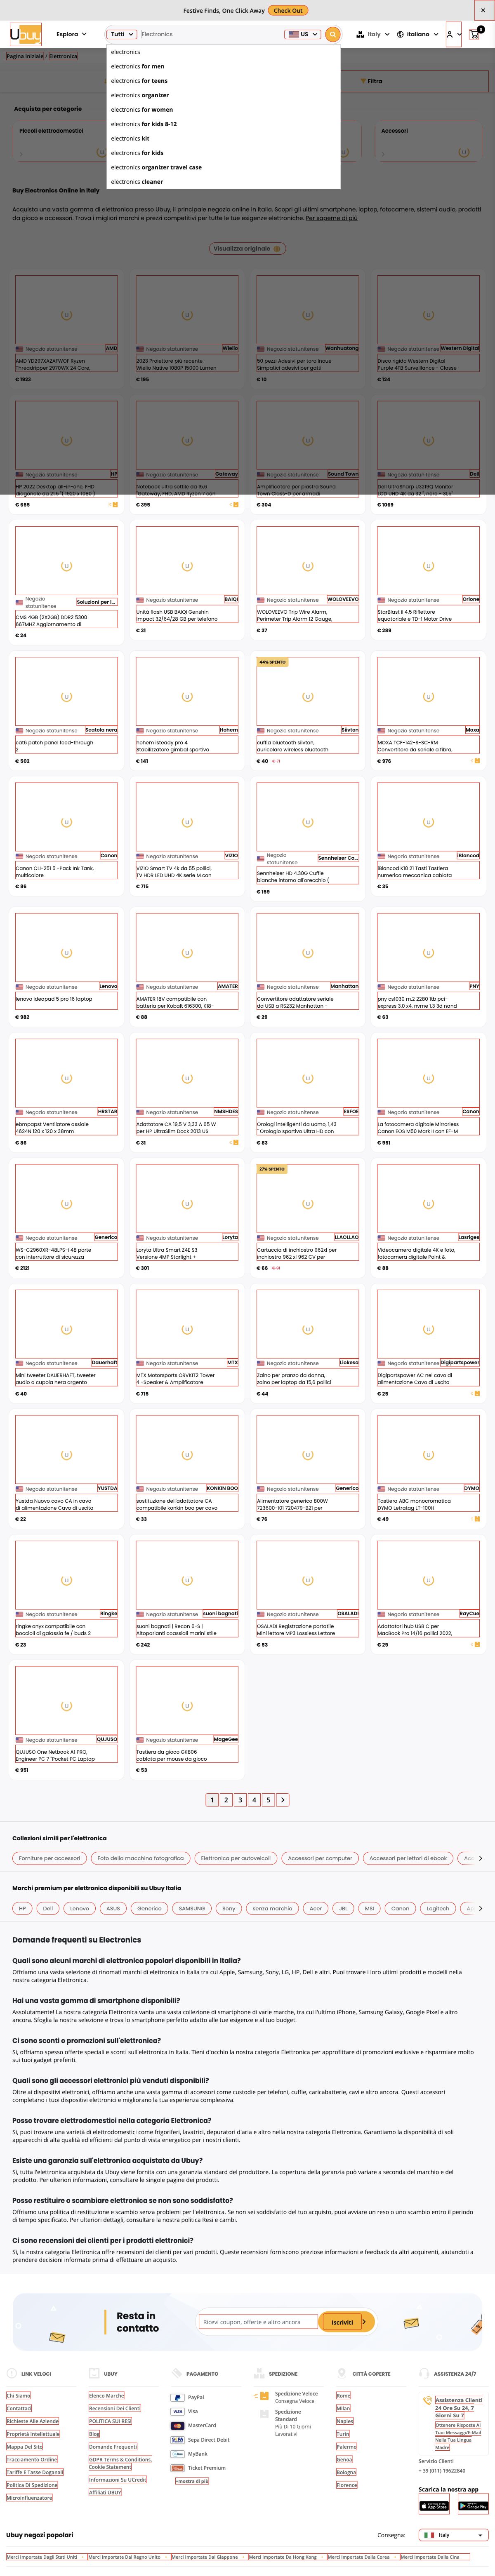 Festive Finds, One Click Away Check Out ×
Ubuy Esplora Tutti Electronics US Italy italiano 0
electronics
electronics for men
electronics for teens
electronics organizer
electronics for women
electronics for kids 8-12
electronics kit
electronics for kids
electronics organizer travel case
electronics cleaner
Pagina iniziale / Elettronica
Filtra
Acquista per categorie
Piccoli elettrodomestici
Accessori
Buy Electronics Online in Italy
Acquista una vasta gamma di elettronica presso Ubuy, il principale negozio online in Italia. Scopri gli ultimi smartphone, laptop, fotocamere, sistemi audio, prodotti
da gioco e accessori. Trova i migliori marchi e prezzi competitivi per tutte le tue esigenze elettroniche. Per saperne di più
Visualizza originale
Negozio statunitense AMD
AMD YD297XAZAFWOF Ryzen
Threadripper 2970WX 24 Core,
€ 1922
Negozio statunitense Wielio
2023 Proiettore più recente,
Wielio Native 1080P 15000 Lumen
€ 195
Negozio statunitense Wanhuatong
50 pezzi Adesivi per toro inoue
Simpatici adesivi per gatti
€ 10
Negozio statunitense Western Digital
Disco rigido Western Digital
Purple 4TB Surveillance - Classe
€ 134
Negozio statunitense HP
HP 2022 Desktop all-in-one, FHD
diagonale da 21,5 "( 1920 x 1080 )
€ 655
Negozio statunitense Gateway
Notebook ultra sottile da 15,6
"Gateway, FHD, AMD Ryzen 7 con
€ 395
Negozio statunitense Sound Town
Amplificatore per piastra Sound
Town Class-D per armadi
€ 304
Negozio statunitense Dell
Dell UltraSharp U3219Q Monitor
LCD UHD 4K da 32 ", nero - 31,5"
€ 1069
Negozio statunitense Soluzioni per l...
CMS 4GB (2X2GB) DDR2 5300
667MHZ Aggiornamento di
€ 24
Negozio statunitense BAIQI
Unità flash USB BAIQI Genshin
Impact 32/64/28 GB per telefono
€ 31
Negozio statunitense WOLOVEEVO
WOLOVEEVO Trip Wire Alarm,
Perimeter Trip Alarm 12 Gauge,
€ 37
Negozio statunitense Orione
StarBlast II 4.5 Riflettore
equatoriale e TD-1 Motor Drive
€ 289
Negozio statunitense Scatola nera
cat6 patch panel feed-through
2
€ 502
Negozio statunitense Hohem
hohem isteady pro 4
Stabilizzatore gimbal sportivo
€ 141
44% SPENTO
Negozio statunitense Siivton
cuffia bluetooth siivton,
auricolare wireless bluetooth
€ 40 € 71
Negozio statunitense Moxa
MOXA TCF-142-S-SC-RM
Convertitore da seriale a fibra,
€ 976
Negozio statunitense Canon
Canon CLI-251 5 -Pack Ink Tank,
multicolore
€ 86
Negozio statunitense VIZIO
VIZIO Smart TV 4k da 55 pollici,
TV HDR LED UHD 4K serie M con
€ 715
Negozio statunitense Sennheiser Co...
Sennheiser HD 4.30G Cuffie
bianche intorno all'orecchio (
€ 159
Negozio statunitense iBlancod
iBlancod K10 21 Tasti Tastiera
numerica meccanica cablata
€ 35
Negozio statunitense Lenovo
lenovo ideapad 5 pro 16 laptop
€ 982
Negozio statunitense AMATER
AMATER 18V compatibile con
batteria per Kobalt 616300, K18-
€ 88
Negozio statunitense Manhattan
Convertitore adattatore seriale
da USB a RS232 Manhattan -
€ 29
Negozio statunitense PNY
pny cs1030 m.2 2280 1tb pci-
express 3.0 x4, nvme 1.3 3d nand
€ 63
Negozio statunitense HRSTAR
ebmpapst Ventilatore assiale
4624N 120 x 120 x 38mm
€ 86
Negozio statunitense NMSHDES
Adattatore CA 19,5 V 3,33 A 65 W
per HP UltraSlim Dock 2013 US
€ 31
Negozio statunitense ESFOE
Orologi intelligenti da uomo, 1,43
" Orologio sportivo Ultra HD con
€ 83
Negozio statunitense Canon
La fotocamera digitale Mirrorless
Canon EOS M50 Mark II con EF-M
€ 951
Negozio statunitense Generico
WS-C2960XR-48LPS-I 48 porte
con interruttore di sicurezza
€ 2121
Negozio statunitense Loryta
Loryta Ultra Smart Z4E S3
Versione 4MP Starlight +
€ 301
27% SPENTO
Negozio statunitense LLAOLLAO
Cartuccia di inchiostro 962xl per
inchiostro 962 xl 962 CV per
€ 66
Negozio statunitense Lasriges
Videocamera digitale 4K e foto,
fotocamera digitale Point &
€ 88
Negozio statunitense Dauerhaft
Mini tweeter DAUERHAFT, tweeter
audio a cupola nera argento
€ 40
Negozio statunitense MTX
MTX Motorsports ORVKIT2 Tower
4 -Speaker & Amplificatore
€ 715
Negozio statunitense Liokesa
Zaino per pranzo da donna,
zaino per laptop da 15,6 pollici
€ 44
Negozio statunitense Digipartspower
Digipartspower AC nel cavo di
alimentazione Cavo di uscita
€ 25
Negozio statunitense YUSTDA
Yustda Nuovo cavo CA in cavo
di alimentazione Cavo di uscita
€ 22
Negozio statunitense KONKIN BOO
sostituzione dell'adattatore CA
compatibile konkin boo per cavo
€ 33
Negozio statunitense Generico
Alimentatore generico 800W
723600-101 720479-B21 per
€ 76
Negozio statunitense DYMO
Tastiera ABC monocromatica
DYMO Letratag LT-100H
€ 49
Negozio statunitense Ringke
ringke onyx compatibile con
boccioli di galassia fe / buds 2
€ 23
Negozio statunitense suoni bagnati
suoni bagnati | Recon 6-S |
Altoparlanti coassiali marini stile
€ 242
Negozio statunitense OSALADI
OSALADI Registrazione portatile
Mini lettore MP3 Lossless Lettore
€ 53
Negozio statunitense RayCue
Adattatori hub USB C per
MacBook Pro 14/16 pollici 2022,
€ 29
Negozio statunitense QUJUSO
QUJUSO One Netbook A1 PRO,
Engineer PC 7 "Pocket PC Laptop
€ 951
Negozio statunitense MageGee
Tastiera da gioco GK806
cablata per mouse da gioco
€ 53
1 2 3 4 5
Collezioni simili per l'elettronica
Forniture per accessori Foto della macchina fotografica Elettronica per autoveicoli Accessori per computer Accessori per lettori di ebook
Marchi premium per elettronica disponibili su Ubuy Italia
HP Dell Lenovo ASUS Generico SAMSUNG Sony senza marchio Acer JBL MSI Canon Logitech
Domande frequenti su Electronics
Quali sono alcuni marchi di elettronica popolari disponibili in Italia?
Offriamo una vasta selezione di rinomati marchi di elettronica in Italia tra cui Apple, Samsung, Sony, LG, HP, Dell e altri. Puoi trovare i loro ultimi prodotti e modelli nella
nostra categoria Elettronica.
Hai una vasta gamma di smartphone disponibili?
Assolutamente! La nostra categoria Elettronica vanta una vasta collezione di smartphone di varie marche, tra cui l'ultimo iPhone, Samsung Galaxy, Google Pixel e altro
ancora. Sfoglia la nostra selezione e trova lo smartphone perfetto adatto alle tue esigenze e al tuo budget.
Ci sono sconti o promozioni sull'elettronica?
Sì, offriamo spesso offerte speciali e sconti sull'elettronica in Italia. Tieni d'occhio la nostra categoria Elettronica per approfittare di promozioni esclusive e risparmiare molto
sui tuoi gadget preferiti.
Quali sono gli accessori elettronici più venduti disponibili?
Oltre ai dispositivi elettronici, offriamo anche una vasta gamma di accessori come custodie per telefoni, cuffie, caricabatterie, cavi e altro ancora. Questi accessori
completano i tuoi dispositivi elettronici e migliorano la tua esperienza complessiva.
Posso trovare elettrodomestici nella categoria Elettronica?
Sì, puoi trovare una varietà di elettrodomestici come frigoriferi, lavatrici, depuratori d'aria e altro nella nostra categoria Elettronica. Garantiamo la disponibilità di soli
apparecchi di alta qualità ed efficienti dal punto di vista energetico per i nostri clienti.
Esiste una garanzia sull'elettronica acquistata da Ubuy?
Sì, tutta l'elettronica acquistata da Ubuy viene fornita con una garanzia standard del produttore. La copertura della garanzia può variare a seconda del marchio e del
prodotto. Per ulteriori informazioni, consultare le singole pagine dei prodotti.
Posso restituire o scambiare elettronica se non sono soddisfatto?
Offriamo una politica di restituzione e scambio senza problemi per l'elettronica. Se non sei soddisfatto del tuo acquisto, puoi avviare un reso o uno scambio entro il periodo
di tempo specificato. Per ulteriori dettagli, consultare la nostra politica Resi e cambi.
Ci sono recensioni dei clienti per i prodotti elettronici?
Sì, la nostra categoria Elettronica presenta recensioni dei clienti per vari prodotti. Queste recensioni forniscono preziose informazioni e feedback da altri acquirenti, aiutandoti a
prendere decisioni informate prima di effettuare un acquisto.
Resta in
contatto
Ricevi coupon, offerte e altro ancora Iscriviti
LINK VELOCI
Chi Siamo
Contattaci
Richieste Alle Aziende
Proprietà Intellettuale
Mappa Del Sito
Tracciamento Ordine
Tariffe E Tasse Doganali
Politica Di Spedizione
Microinfluenzatore
UBUY
Elenco Marche
Recensioni Dei Clienti
POLITICA SUI RESI
Blog
Domande Frequenti
GDPR Terms & Conditions,
Cookie Statement
Informazioni Su UCredit
Affiliati UBUY
PAGAMENTO
PayPal
Visa
MasterCard
Sepa Direct Debit
MyBank
Ticket Premium
+mostra di più
SPEDIZIONE
Spedizione Veloce
Consegna Veloce
Spedizione
Standard
Più Di 10 Giorni
Lavorativi
CITTÀ COPERTE
Rome
Milan
Naples
Turin
Palermo
Genoa
Bologna
Florence
ASSISTENZA 24/7
Assistenza Clienti
24 Ore Su 24, 7
Giorni Su 7
Ottenere Risposte Ai
Tuoi Messaggi/E-Mail
Nella Tua Lingua
Madre
Servizio Clienti
+ 39 (011) 19622840
Scarica la nostra app
App Store
Google Play
Ubuy negozi popolari
Consegna: Italy
Merci Importate Dagli Stati Uniti - Merci Importate Dal Regno Unito - Merci Importate Dal Giappone - Merci Importate Da Hong Kong - Merci Importate Dalla Corea - Merci Importate Dalla Cina